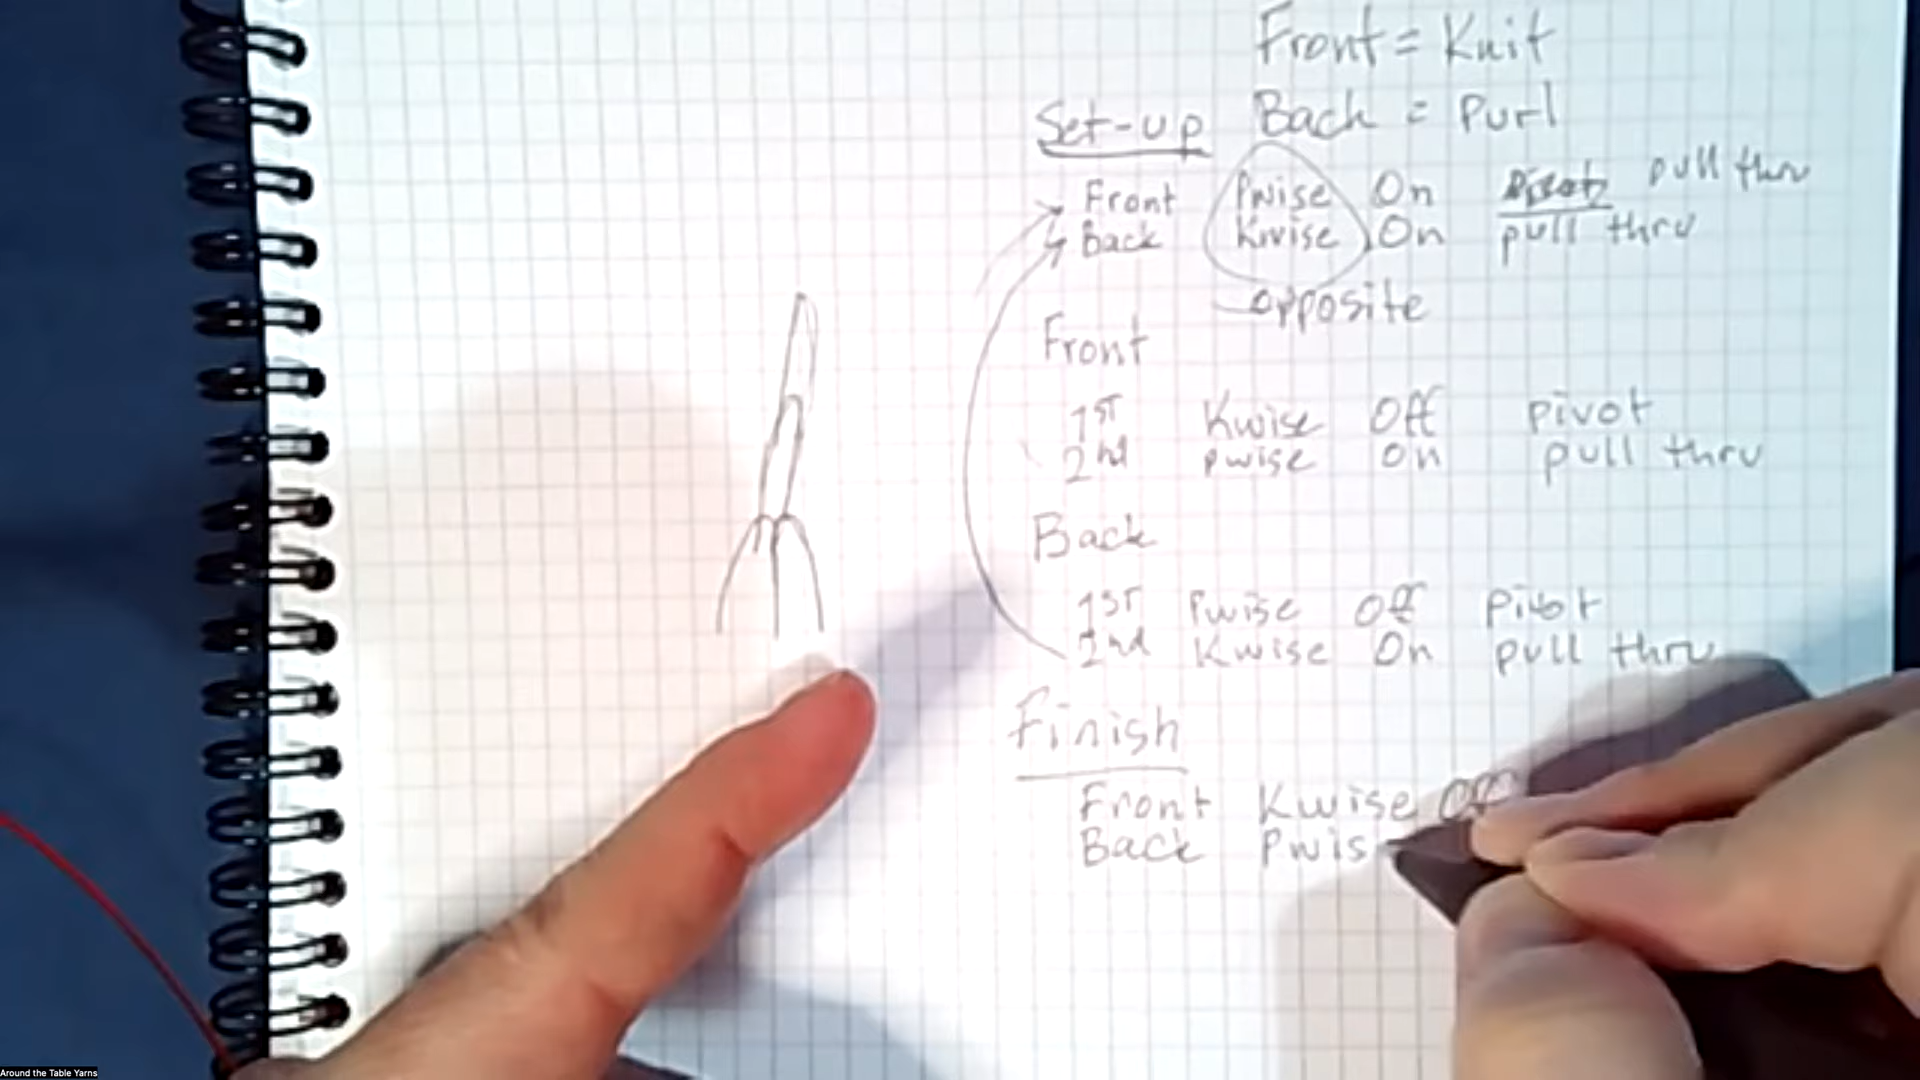 Front = Knit
Set-up Back = Purl
Front Pwise On pull thru
Back Kwise On pull thru
opposite
Front
1ST Kwise Off pivot
2nd pwise on pull thru
Back
1ST Pwise Off Pivot
2nd Kwise On pull thru
Finish
Front Kwise Off
Back Pwis
Around the Table Yarns